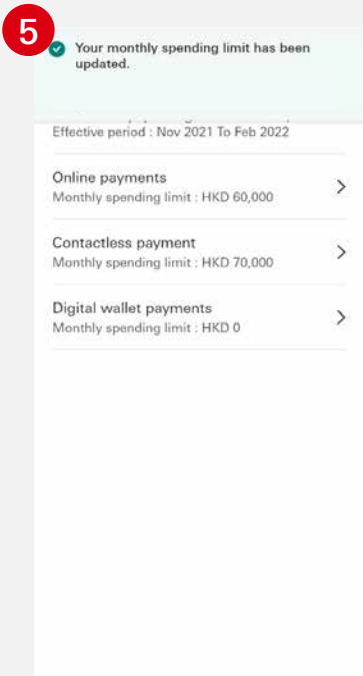 5
Your monthly spending limit has been
updated.
Effective period : Nov 2021 To Feb 2022
Online payments
Monthly spending limit : HKD 60,000
Contactless payment
Monthly spending limit : HKD 70,000
Digital wallet payments
Monthly spending limit : HKD 0